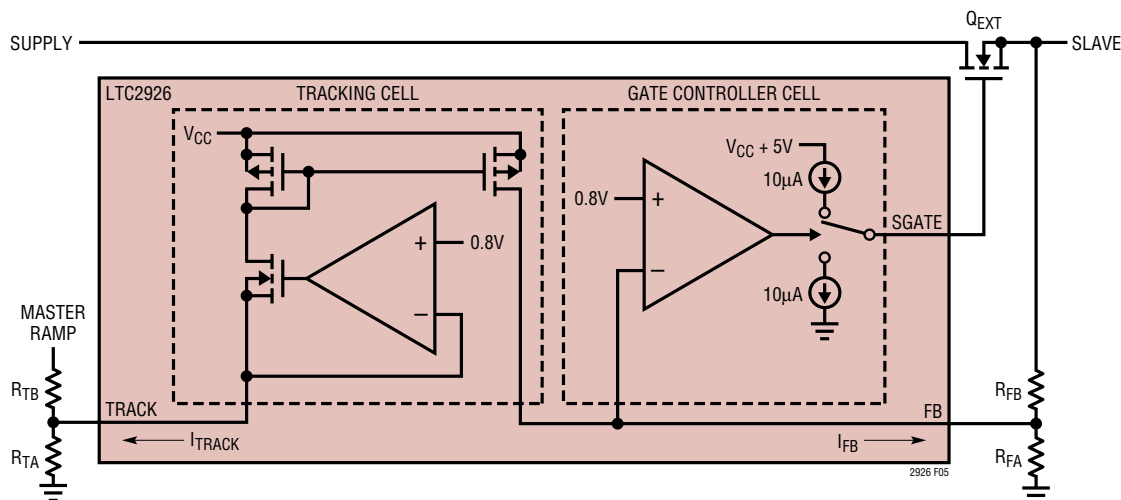 Q_EXT
SUPPLY
SLAVE
LTC2926
TRACKING CELL
GATE CONTROLLER CELL
V_CC
V_CC + 5V
10µA
0.8V
+
SGATE
+
0.8V
−
10µA
−
MASTER
RAMP
R_TB
R_FB
TRACK
FB
I_TRACK
I_FB
R_TA
R_FA
2926 F05